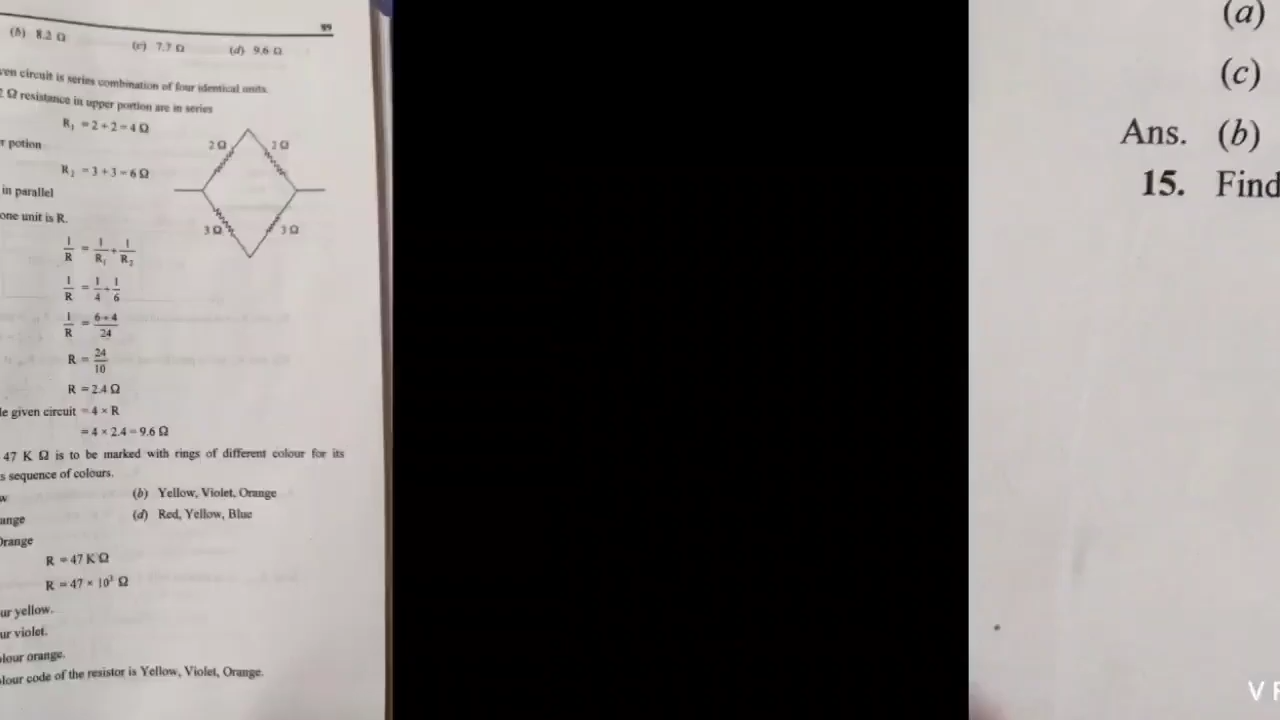 99
(b) 8.2 Ω (c) 7.7 Ω (d) 9.6 Ω
ven circuit is series combination of four identical units.
2 Ω resistance in upper portion are in series
R₁ = 2 + 2 = 4 Ω
r potion
R₂ = 3 + 3 = 6 Ω
in parallel
one unit is R.
2 Ω 2 Ω
3 Ω 3 Ω
1/R = 1/R₁ + 1/R₂
1/R = 1/4 + 1/6
1/R = 6+4/24
R = 24/10
R = 2.4 Ω
le given circuit = 4 × R
= 4 × 2.4 = 9.6 Ω
47 K Ω is to be marked with rings of different colour for its
s sequence of colours.
w (b) Yellow, Violet, Orange
ange (d) Red, Yellow, Blue
Orange
R = 47 K Ω
R = 47 × 10³ Ω
ur yellow.
ur violet.
lour orange.
lour code of the resistor is Yellow, Violet, Orange.
(a)
(c)
Ans. (b)
15. Find
V F